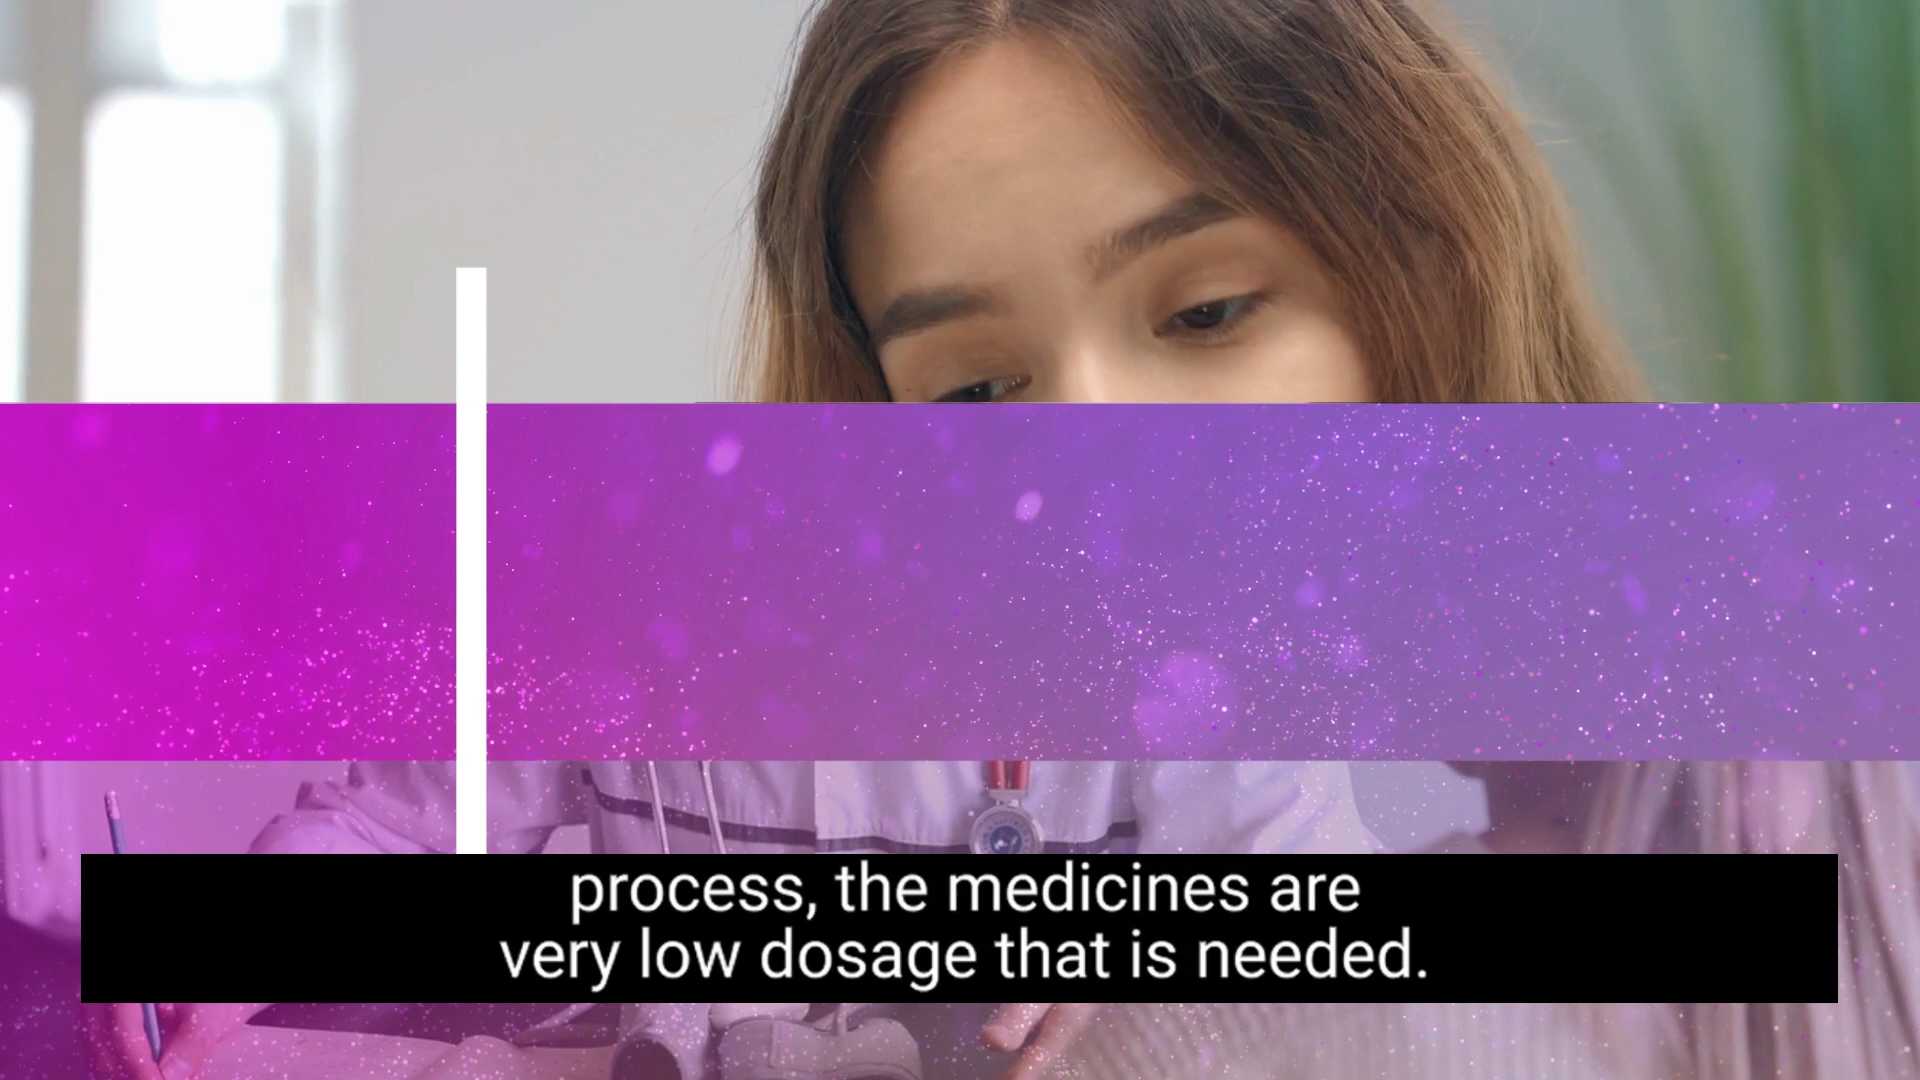 process, the medicines are
very low dosage that is needed.